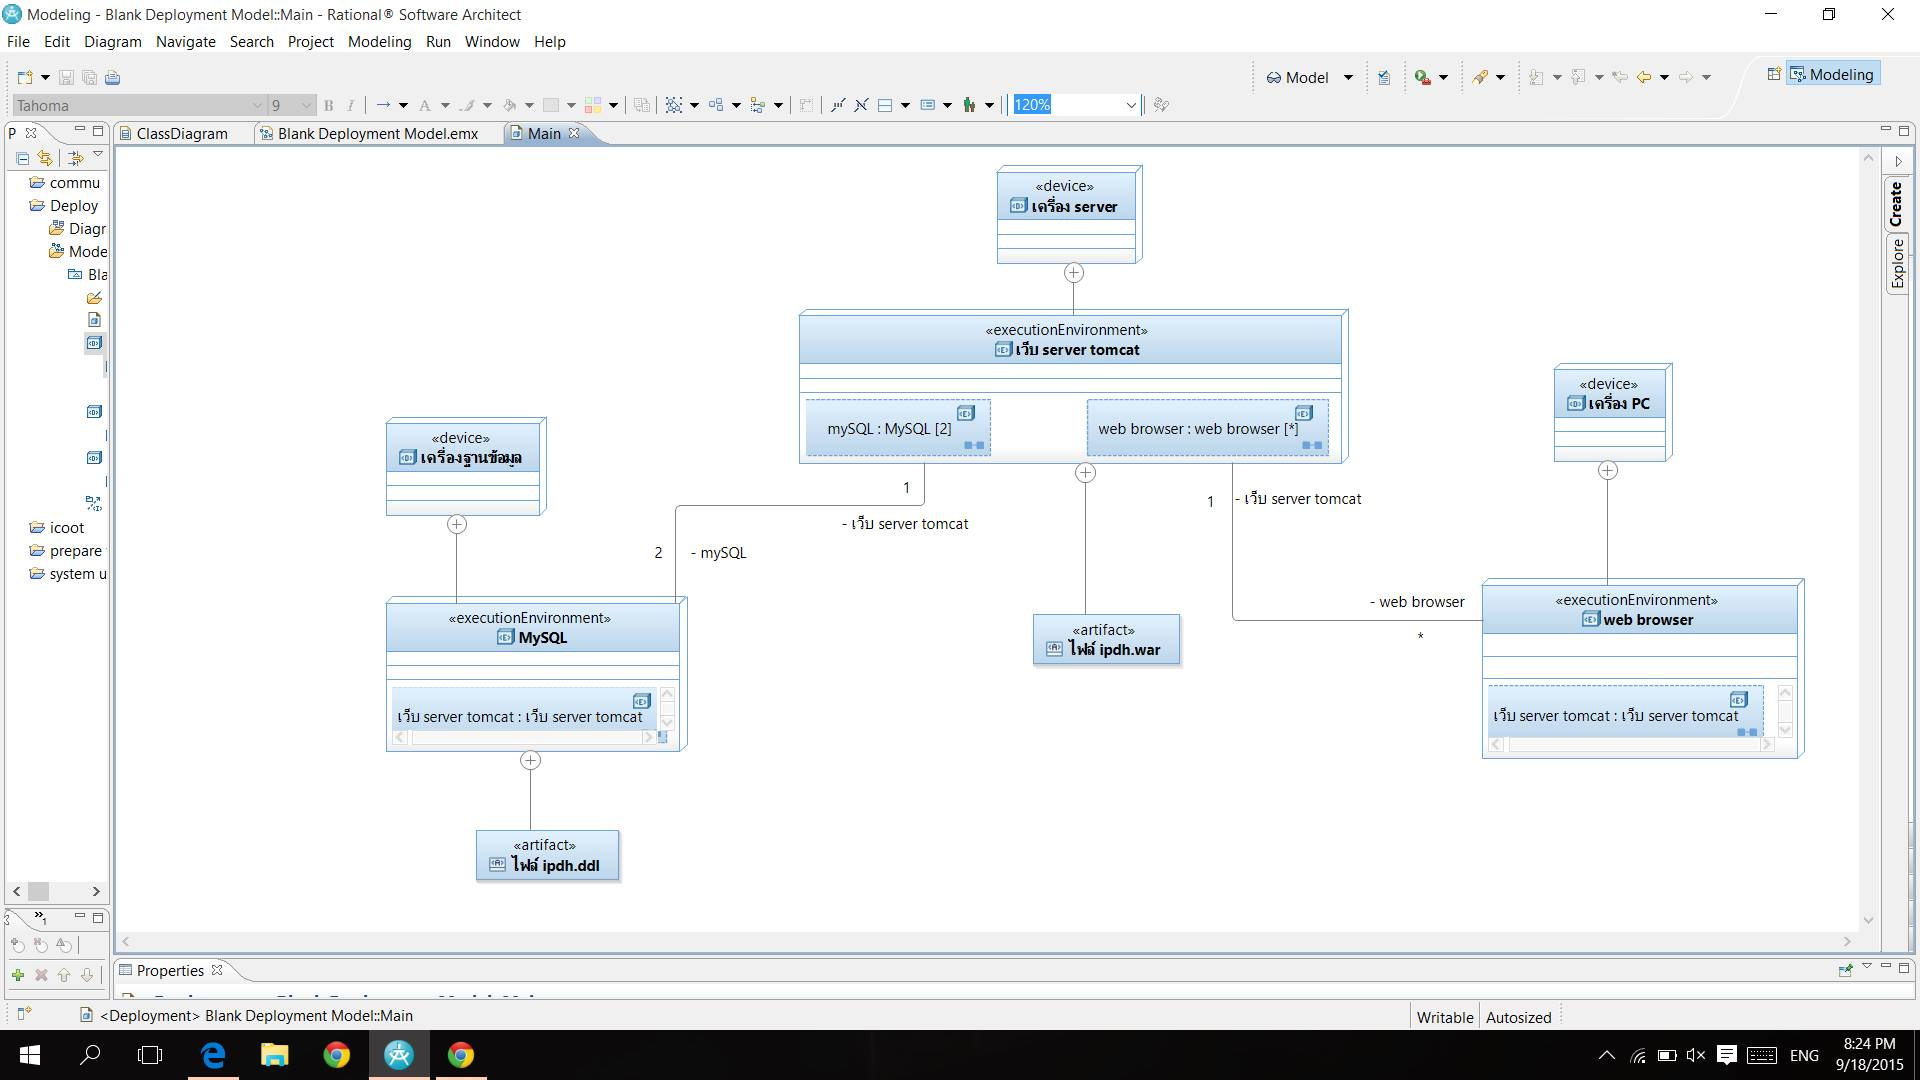 Modeling - Blank Deployment Model::Main - Rational® Software Architect
File Edit Diagram Navigate Search Project Modeling Run Window Help
Model
Modeling
Tahoma 9 B I A 120%
P
ClassDiagram
Blank Deployment Model.emx
Main
commu
Deploy
Diagr
Mode
Bla
icoot
prepare
system u
«device»
เครื่อง server
«executionEnvironment»
เว็บ server tomcat
mySQL : MySQL [2]
web browser : web browser [*]
«device»
เครื่อง PC
«device»
เครื่องฐานข้อมูล
1
- เว็บ server tomcat
2
- mySQL
1
- เว็บ server tomcat
- web browser
*
«executionEnvironment»
MySQL
เว็บ server tomcat : เว็บ server tomcat
«artifact»
ไฟล์ ipdh.war
«executionEnvironment»
web browser
เว็บ server tomcat : เว็บ server tomcat
«artifact»
ไฟล์ ipdh.ddl
Create
Explore
Properties
<Deployment> Blank Deployment Model::Main
Writable
Autosized
ENG
8:24 PM
9/18/2015